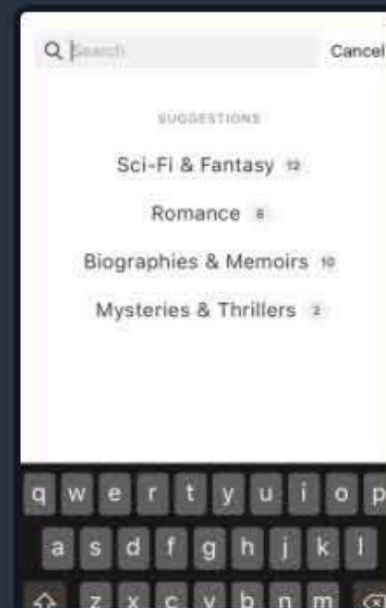 Search Cancel
SUGGESTIONS
Sci-Fi & Fantasy 12
Romance 8
Biographies & Memoirs 10
Mysteries & Thrillers 2
q w e r t y u i o p
a s d f g h j k l
z x c v b n m